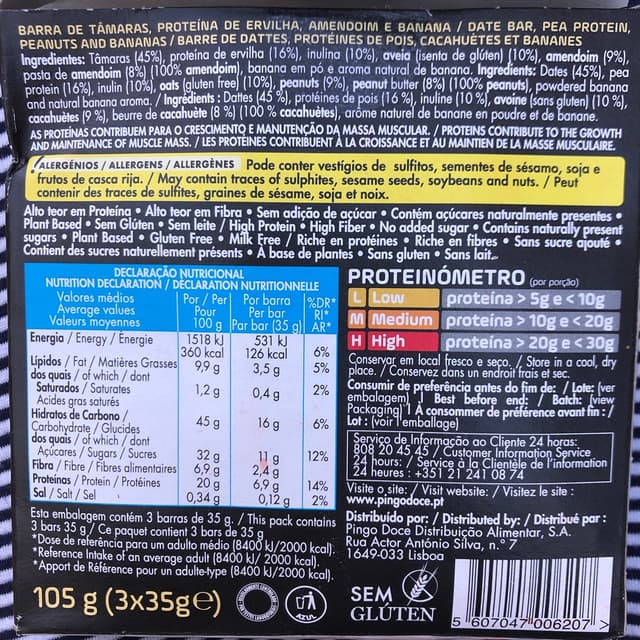 BARRA DE TÂMARAS, PROTEÍNA DE ERVILHA, AMENDOIM E BANANA / DATE BAR, PEA PROTEIN,
PEANUTS AND BANANAS / BARRE DE DATTES, PROTÉINES DE POIS, CACAHUÈTES ET BANANES
Ingredientes: Tâmaras (45%), proteína de ervilha (16%), inulina (10%), aveia (isenta de glúten) (10%), amendoim (9%),
pasta de amendoim (8%) (100% amendoim), banana em pó e aroma natural de banana. Ingredients: Dates (45%), pea
protein (16%), inulin (10%), oats (gluten free) (10%), peanuts (9%), peanut butter (8%) (100% peanuts), powdered banana
and natural banana aroma. / Ingrédients : Dattes (45 %), protéines de pois (16 %), inuline (10 %), avoine (sans gluten) (10 %),
cacahuètes (9 %), beurre de cacahuète (8 %) (100 % cacahuètes), arôme naturel de banane en poudre et de banane.
AS PROTEÍNAS CONTRIBUEM PARA O CRESCIMENTO E MANUTENÇÃO DA MASSA MUSCULAR. / PROTEINS CONTRIBUTE TO THE GROWTH
AND MAINTENANCE OF MUSCLE MASS. / LES PROTÉINES CONTRIBUENT À LA CROISSANCE ET AU MAINTIEN DE LA MASSE MUSCULAIRE.
ALERGÉNIOS / ALLERGENS / ALLERGÈNES Pode conter vestígios de sulfitos, sementes de sésamo, soja e
frutos de casca rija. / May contain traces of sulphites, sesame seeds, soybeans and nuts. / Peut
contenir des traces de sulfites, graines de sésame, soja et noix.
Alto teor em Proteína • Alto teor em Fibra • Sem adição de açúcar • Contém açúcares naturalmente presentes •
Plant Based • Sem Glúten • Sem leite / High Protein • High Fiber • No added sugar • Contains naturally present
sugars • Plant Based • Gluten Free • Milk Free / Riche en protéines • Riche en fibres • Sans sucre ajouté •
Contient des sucres naturellement présents • À base de plantes • Sans gluten • Sans lait.
DECLARAÇÃO NUTRICIONAL
NUTRITION DECLARATION / DÉCLARATION NUTRITIONNELLE
Valores médios Por / Per Por barra %DR*
Average values Pour Per bar RI*
Valeurs moyennes 100 g Par bar (35 g) AR*
Energia / Energy / Énergie 1518 kJ 531 kJ
360 kcal 126 kcal 6%
Lípidos / Fat / Matières Grasses 9,9 g 3,5 g 5%
dos quais / of which / dont
Saturados / Saturates 1,2 g 0,4 g 2%
Acides gras saturés
Hidratos de Carbono /
Carbohydrate / Glucides 45 g 16 g 6%
dos quais / of which / dont
Açúcares / Sugars / Sucres 32 g 11 g 12%
Fibra / Fibre / Fibres alimentaires 6,9 g 2,4 g
Proteínas / Protein / Protéines 20 g 6,9 g 14%
Sal / Salt / Sel 0,34 g 0,12 g 2%
Esta embalagem contém 3 barras de 35 g. / This pack contains
3 bars 35 g / Ce paquet contient 3 bars de 35 g
*Dose de referência para um adulto médio (8400 kJ/2000 kcal).
*Reference Intake of an average adult (8400 kJ/ 2000 kcal).
*Apport de Référence pour un adulte-type (8400 kJ/ 2000 kcal).
105 g (3x35g e)
AZUL
PROTEINÓMETRO (por porção)
L Low proteína > 5g e < 10g
M Medium proteína > 10g e < 20g
H High proteína > 20g e < 30g
Conservar em local fresco e seco. / Store in a cool, dry
place. / Conservez dans un endroit frais et sec.
Consumir de preferência antes do fim de: / Lote: (ver
embalagem) / Best before end: / Batch: (view
Packaging) / À consommer de préférence avant fin : /
Lot : (voir l'emballage)
Serviço de Informação ao Cliente 24 horas:
808 20 45 45 / Customer Information Service
24 hours: / Service à la Clientèle de l'information
24 heures : +351 21 241 08 74
Visite o site: / Visit website: / Visitez le site :
www.pingodoce.pt
Distribuído por: / Distributed by: / Distribué par :
Pingo Doce Distribuição Alimentar, S.A.
Rua Actor António Silva, n.º 7
1649-033 Lisboa
SEM
GLÚTEN
5 607047 006207 >